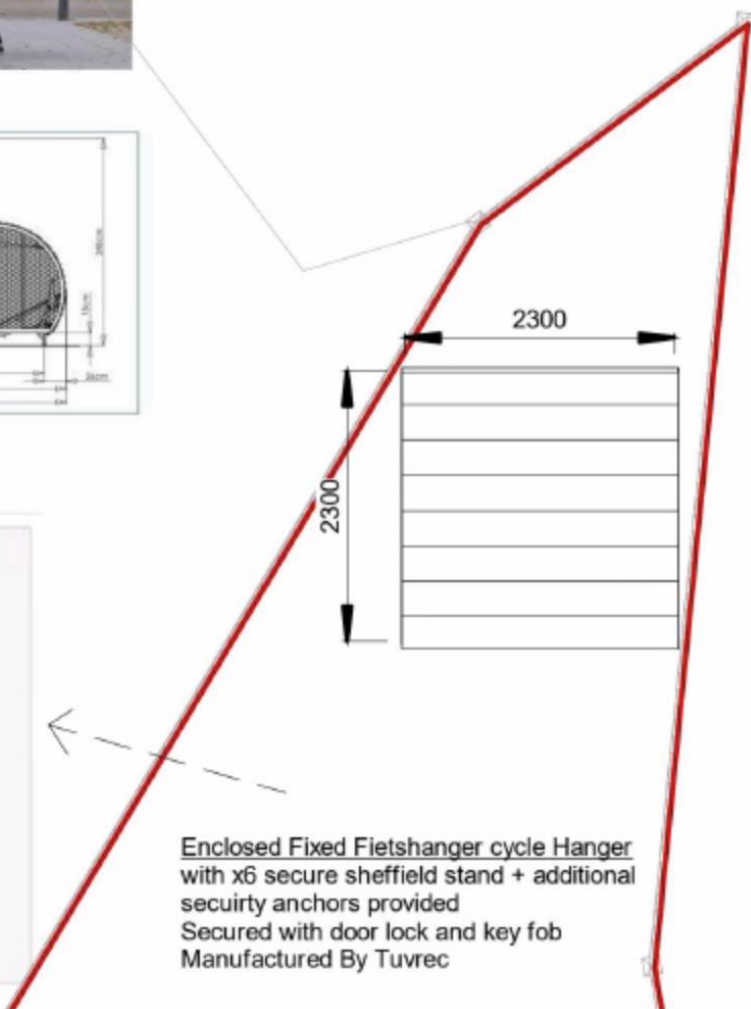 2300
2300
Enclosed Fixed Fietshanger cycle Hanger
with x6 secure sheffield stand + additional
secuirty anchors provided
Secured with door lock and key fob
Manufactured By Tuvrec